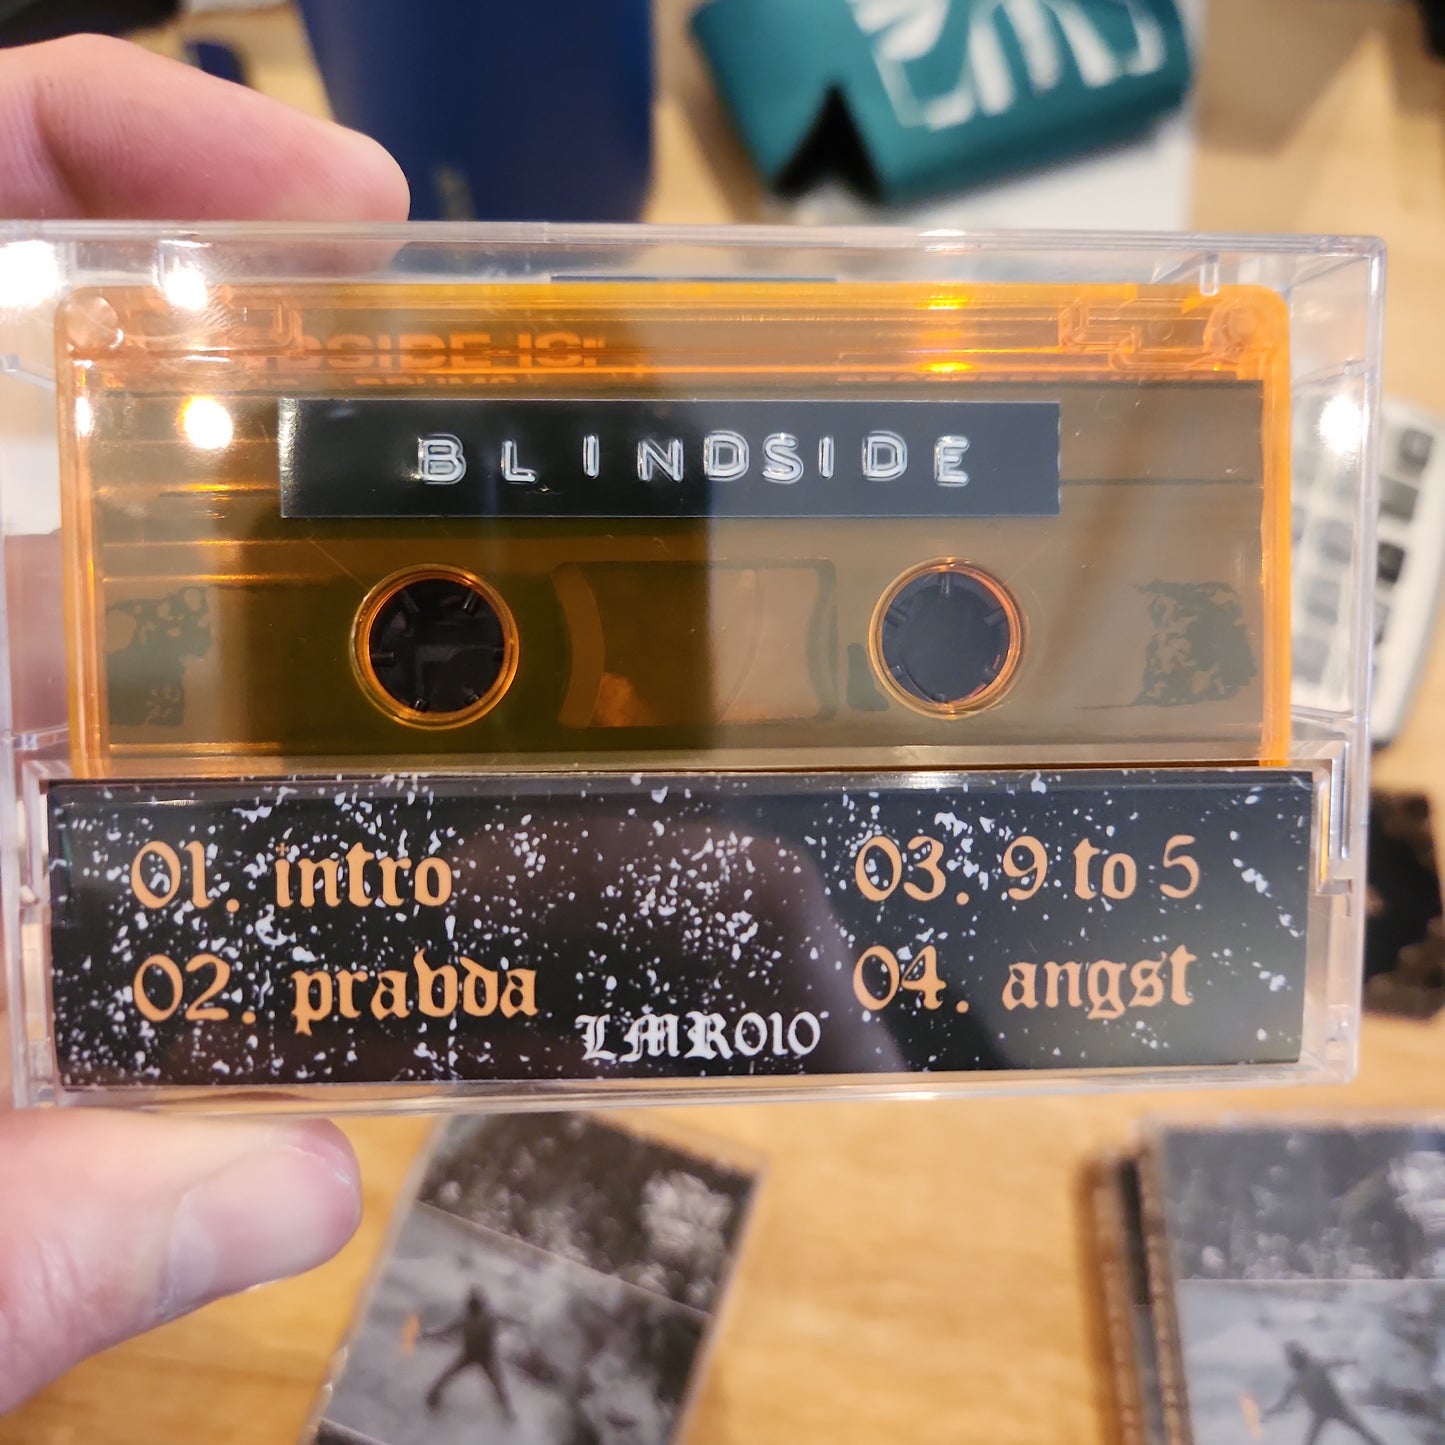 BLINDSIDE
01. intro
02. pravda
03. 9 to 5
04. angst
LMR010